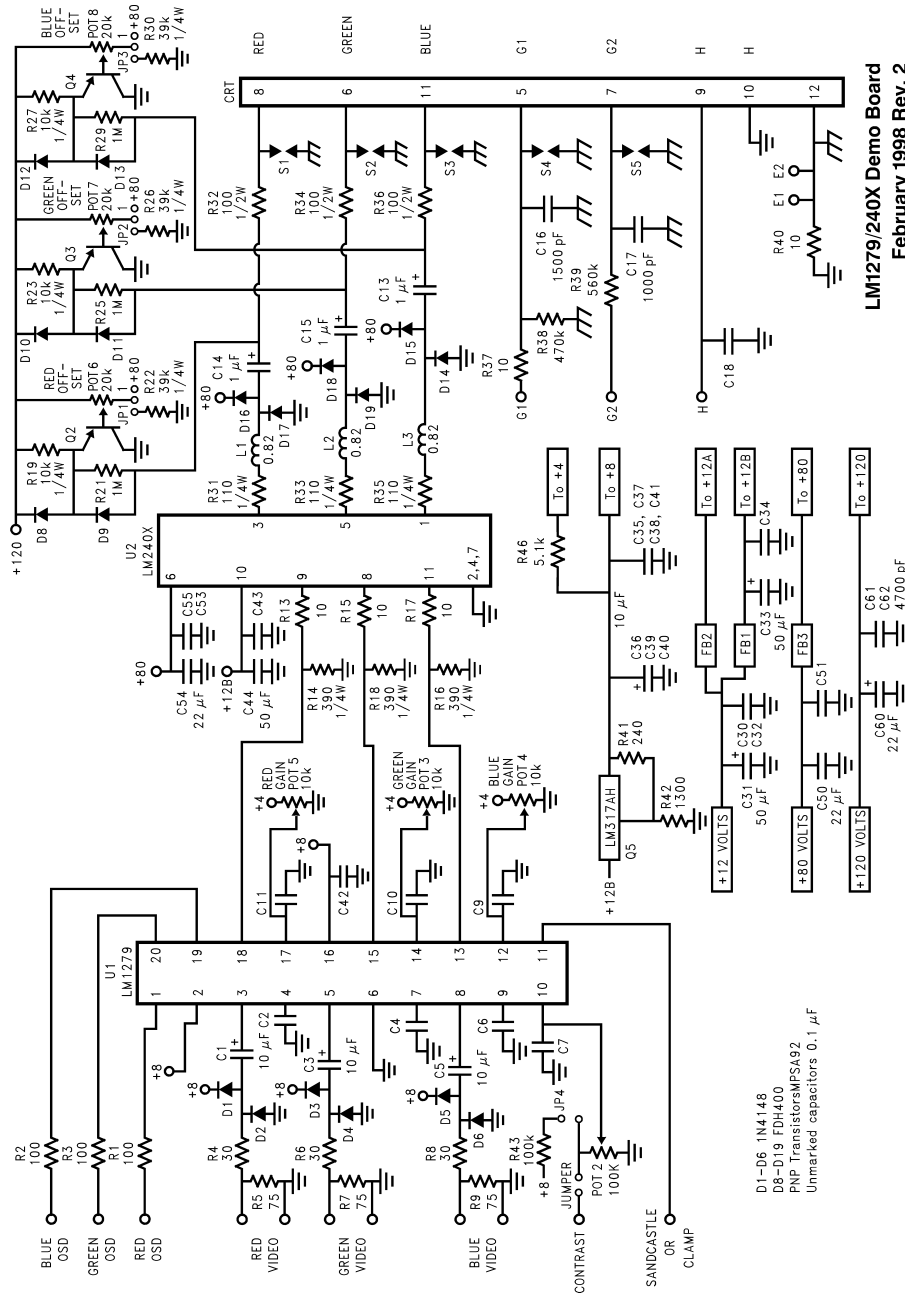 BLUE
OSD
GREEN
OSD
RED
OSD
R2
100
R3
100
R1
100
+8
RED
VIDEO
R4
30
R5
75
+8
D1
D2
C1
+
10 µF
C2
GREEN
VIDEO
R6
30
R7
75
+8
D3
D4
C3
+
10 µF
C4
BLUE
VIDEO
R8
30
R9
75
+8
D5
D6
C5
+
10 µF
C6
C7
CONTRAST
JUMPER
+8
R43
100k
JP4
POT 2
100K
SANDCASTLE
OR
CLAMP
U1
LM1279
1
2
3
4
5
6
7
8
9
10
20
19
18
17
16
15
14
13
12
11
C11
+4
RED
GAIN
POT 5
10k
+8
C42
C10
+4
GREEN
GAIN
POT 3
10k
C9
+4
BLUE
GAIN
POT 4
10k
+80
C54
22 µF
C55
C53
+12B
C44
50 µF
C43
R13
10
R14
390
1/4W
R15
10
R18
390
1/4W
R17
10
R16
390
1/4W
U2
LM240X
6
10
9
8
11
2,4,7
3
5
1
R31
110
1/4W
R33
110
1/4W
R35
110
1/4W
L1
0.82
L2
0.82
L3
0.82
+80
D16
D17
C14
1 µF
+
+80
D18
D19
C15
1 µF
+
+80
D15
D14
C13
1 µF
+
R32
100
1/2W
R34
100
1/2W
R36
100
1/2W
S1
S2
S3
+120
D8
R19
10k
1/4W
D9
R21
1M
Q2
RED
OFF-
SET
POT6
20k
1
+80
JP1
R22
39k
1/4W
D10
R23
10k
1/4W
D11
R25
1M
Q3
GREEN
OFF-
SET
POT7
20k
1
+80
JP2
R26
39k
1/4W
D12
R27
10k
1/4W
D13
R29
1M
Q4
BLUE
OFF-
SET
POT8
20k
1
+80
JP3
R30
39k
1/4W
CRT
8
6
11
5
7
9
10
12
RED
GREEN
BLUE
G1
G2
H
H
G1
R37
10
R38
470k
C16
1500 pF
S4
G2
R39
560k
C17
1000 pF
S5
H
C18
R40
10
E1
E2
+12B
LM317AH
Q5
R41
240
R42
1300
+
C36
C39
C40
10 µF
C35, C37
C38, C41
R46
5.1k
To +4
To +8
+12 VOLTS
C31
+
50 µF
C30
C32
FB2
FB1
C33
+
50 µF
C34
To +12A
To +12B
+80 VOLTS
C50
22 µF
C51
FB3
To +80
+120 VOLTS
C60
+
22 µF
C61
C62
4700 pF
To +120
D1-D6 1N4148
D8-D19 FDH400
PNP TransistorsMPSA92
Unmarked capacitors 0.1 µF
LM1279/240X Demo Board
February 1998 Rev. 2